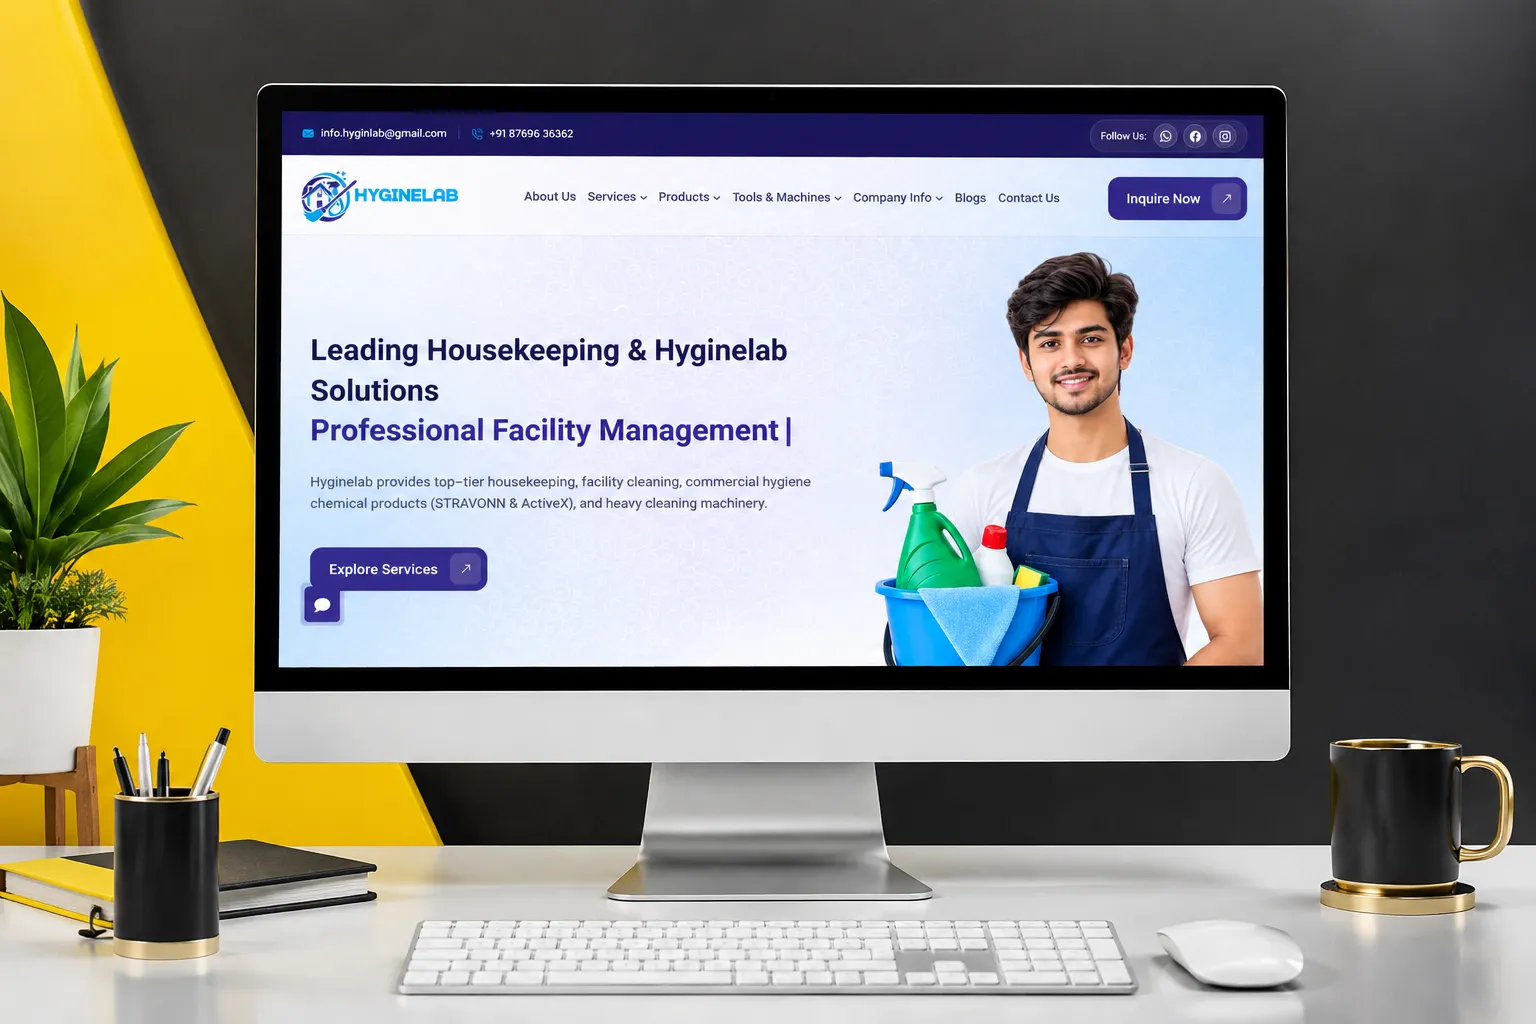 info.hyginlab@gmail.com
+91 87696 36362
Follow Us:
HYGINELAB
About Us
Services
Products
Tools & Machines
Company Info
Blogs
Contact Us
Inquire Now
Leading Housekeeping & Hyginelab
Solutions
Professional Facility Management |
Hyginelab provides top-tier housekeeping, facility cleaning, commercial hygiene
chemical products (STRAVONN & ActiveX), and heavy cleaning machinery.
Explore Services